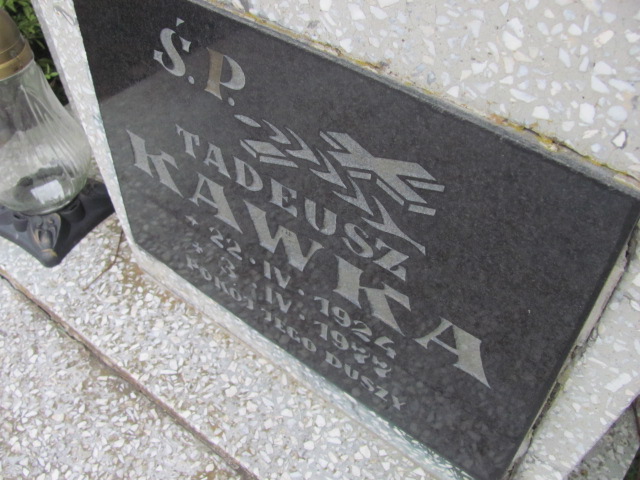 Ś.P.
TADEUSZ
KAWKA
* 22·IV·1924
+ 3·IV·1977
POKÓJ JEGO DUSZY